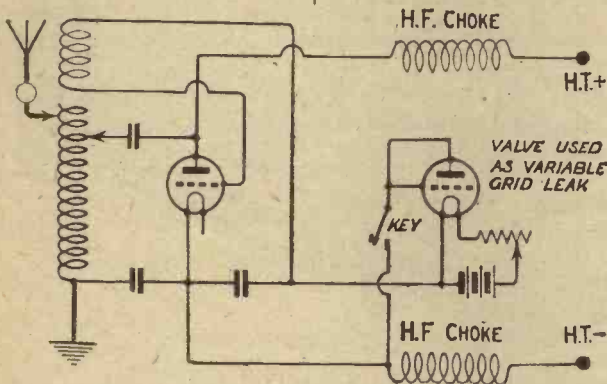 H.F. CHOKE
H.T.+
VALVE USED
AS VARIABLE
GRID LEAK
KEY
H.F CHOKE
H.T.-